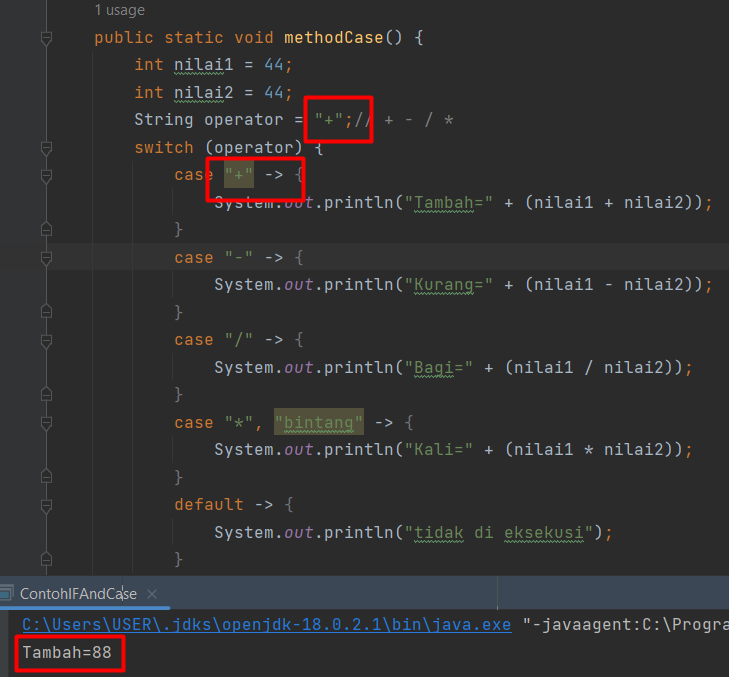 1 usage
public static void methodCase() {
int nilai1 = 44;
int nilai2 = 44;
String operator = "+";// + - / *
switch (operator) {
case "+" -> {
System.out.println("Tambah=" + (nilai1 + nilai2));
}
case "-" -> {
System.out.println("Kurang=" + (nilai1 - nilai2));
}
case "/" -> {
System.out.println("Bagi=" + (nilai1 / nilai2));
}
case "*", "bintang" -> {
System.out.println("Kali=" + (nilai1 * nilai2));
}
default -> {
System.out.println("tidak di eksekusi");
}
ContohIFAndCase
C:\Users\USER\.jdks\openjdk-18.0.2.1\bin\java.exe "-javaagent:C:\Progra
Tambah=88